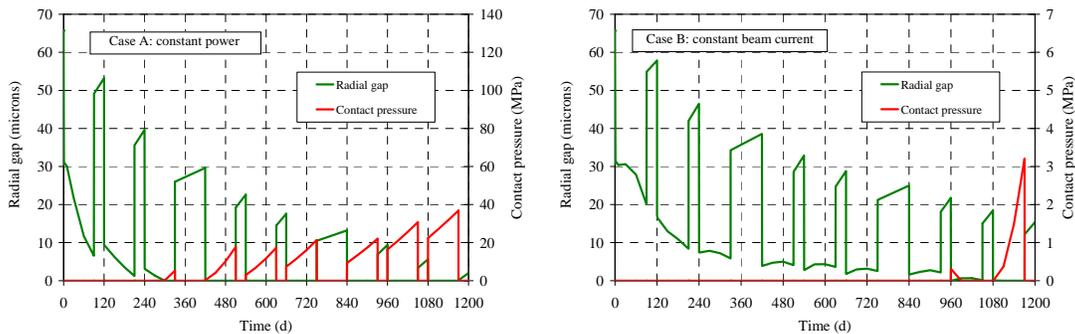 70
60
50
40
30
20
10
0
Radial gap (microns)
140
120
100
80
60
40
20
0
Contact pressure (MPa)
Case A: constant power
Radial gap
Contact pressure
0 120 240 360 480 600 720 840 960 1080 1200
Time (d)
70
60
50
40
30
20
10
0
Radial gap (microns)
7
6
5
4
3
2
1
0
Contact pressure (MPa)
Case B: constant beam current
Radial gap
Contact pressure
0 120 240 360 480 600 720 840 960 1080 1200
Time (d)